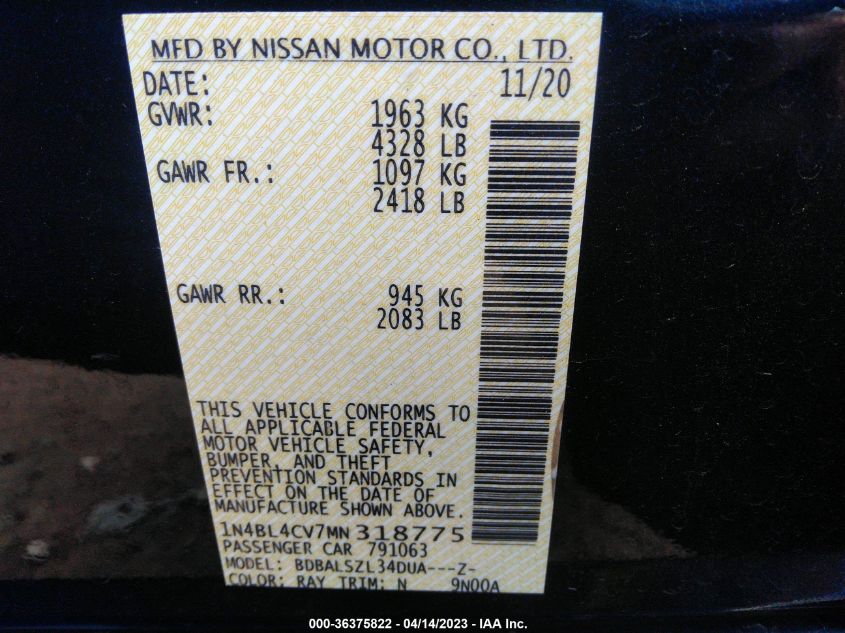 MFD BY NISSAN MOTOR CO., LTD.
DATE: 11/20
GVWR: 1963 KG
4328 LB
GAWR FR.: 1097 KG
2418 LB
GAWR RR.: 945 KG
2083 LB
THIS VEHICLE CONFORMS TO
ALL APPLICABLE FEDERAL
MOTOR VEHICLE SAFETY,
BUMPER, AND THEFT
PREVENTION STANDARDS IN
EFFECT ON THE DATE OF
MANUFACTURE SHOWN ABOVE.
1N4BL4CV7MN318775
PASSENGER CAR 791063
MODEL: BDBALSZL34DUA---Z-
COLOR: RAY TRIM: N 9N00A
000-36375822 - 04/14/2023 - IAA Inc.